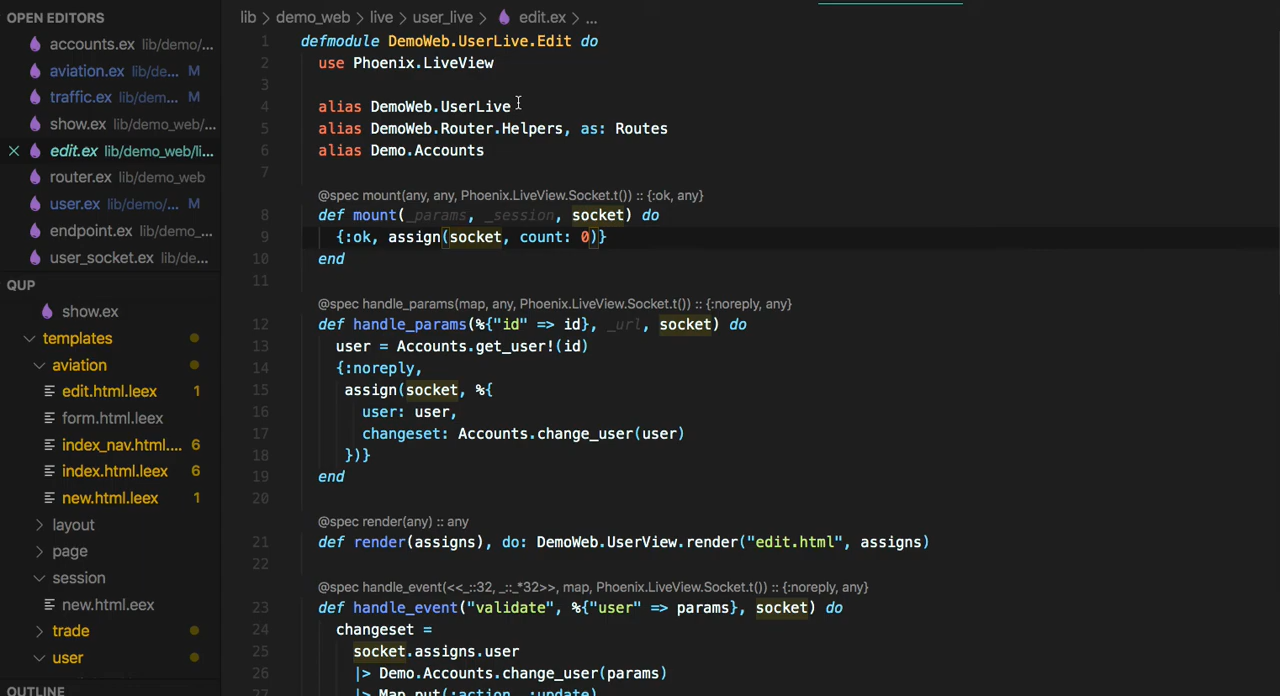 OPEN EDITORS
accounts.ex lib/demo/...
aviation.ex lib/de... M
traffic.ex lib/dem... M
show.ex lib/demo_web/...
edit.ex lib/demo_web/li...
router.ex lib/demo_web
user.ex lib/demo/... M
endpoint.ex lib/demo_...
user_socket.ex lib/de...
QUP
show.ex
templates
aviation
edit.html.leex 1
form.html.leex
index_nav.html.... 6
index.html.leex 6
new.html.leex 1
layout
page
session
new.html.eex
trade
user
OUTLINE
lib > demo_web > live > user_live > edit.ex > ...
1 defmodule DemoWeb.UserLive.Edit do
2 use Phoenix.LiveView
3
4 alias DemoWeb.UserLive
5 alias DemoWeb.Router.Helpers, as: Routes
6 alias Demo.Accounts
7
@spec mount(any, any, Phoenix.LiveView.Socket.t()) :: {:ok, any}
8 def mount(_params, _session, socket) do
9 {:ok, assign(socket, count: 0)}
10 end
11
@spec handle_params(map, any, Phoenix.LiveView.Socket.t()) :: {:noreply, any}
12 def handle_params(%{"id" => id}, _url, socket) do
13 user = Accounts.get_user!(id)
14 {:noreply,
15 assign(socket, %{
16 user: user,
17 changeset: Accounts.change_user(user)
18 })}
19 end
20
@spec render(any) :: any
21 def render(assigns), do: DemoWeb.UserView.render("edit.html", assigns)
22
@spec handle_event(<<_::32, _::_*32>>, map, Phoenix.LiveView.Socket.t()) :: {:noreply, any}
23 def handle_event("validate", %{"user" => params}, socket) do
24 changeset =
25 socket.assigns.user
26 |> Demo.Accounts.change_user(params)
27 |> Map.put(:action, :update)